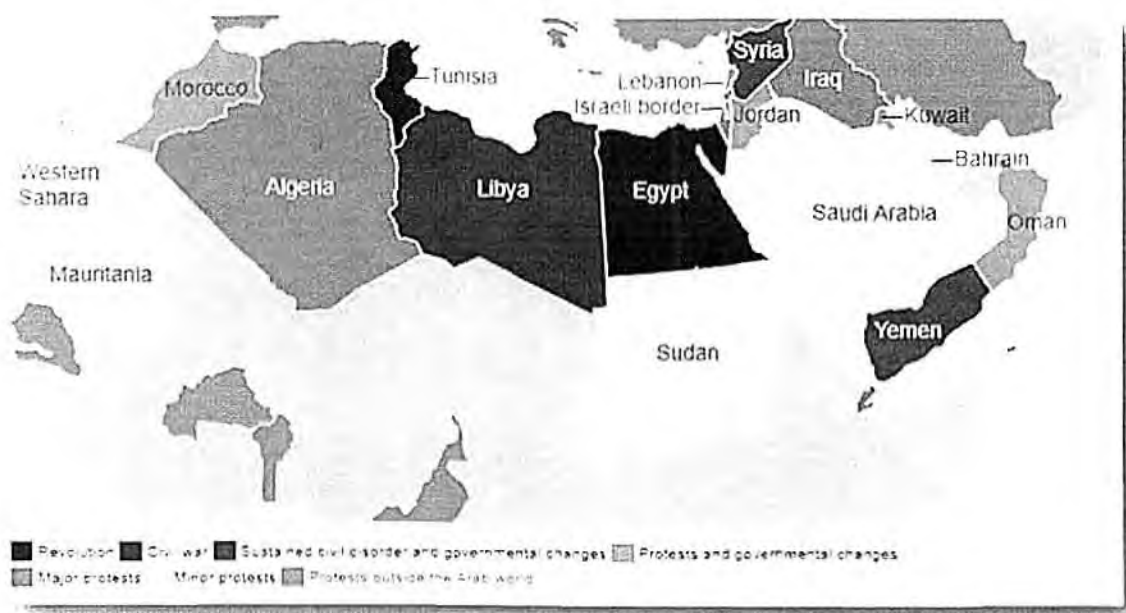 Syria
Morocco
Tunisia
Lebanon
Iraq
Israeli border
Jordan
Kuwait
Bahrain
Western
Sahara
Algeria
Libya
Egypt
Saudi Arabia
Oman
Mauritania
Yemen
Sudan
Revolution Civil war Sustained civil disorder and governmental changes Protests and governmental changes
Major protests Minor protests Protests outside the Arab world